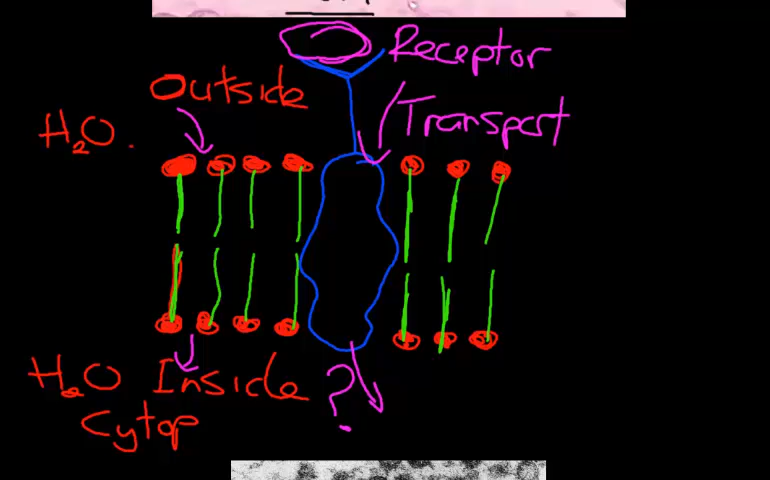 Receptor
Outside
Transport
H2O.
H2O Inside ?
Cytop